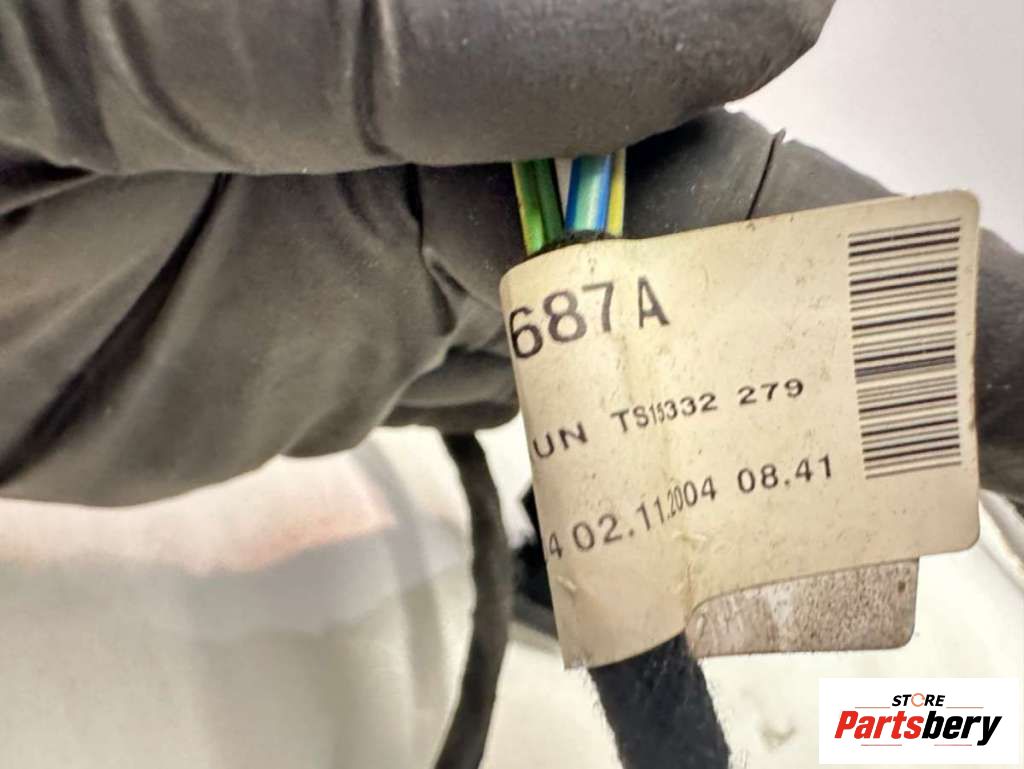 687A
UN TS15332 279
.4 02.11.2004 08.41
STORE
Partsbery